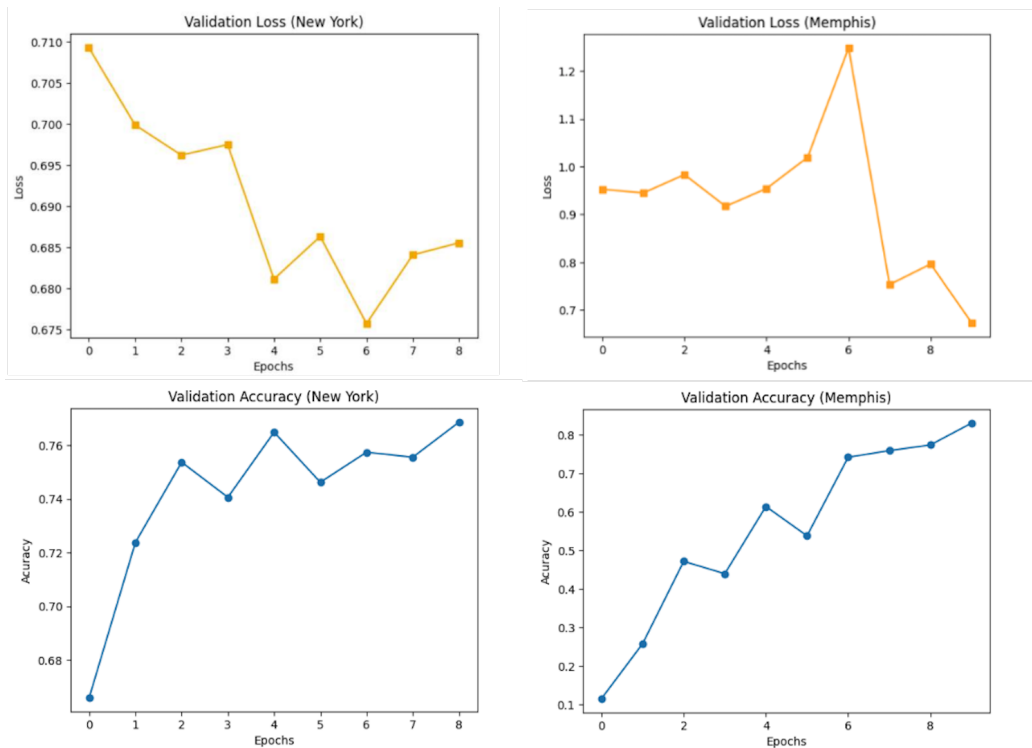 Validation Loss (New York)
0.710
0.705
0.700
0.695
0.690
0.685
0.680
0.675
Loss
0 1 2 3 4 5 6 7 8
Epochs
Validation Loss (Memphis)
1.2
1.1
1.0
0.9
0.8
0.7
Loss
0 2 4 6 8
Epochs
Validation Accuracy (New York)
0.76
0.74
0.72
0.70
0.68
Acuracy
0 1 2 3 4 5 6 7 8
Epochs
Validation Accuracy (Memphis)
0.8
0.7
0.6
0.5
0.4
0.3
0.2
0.1
Acuracy
0 2 4 6 8
Epochs